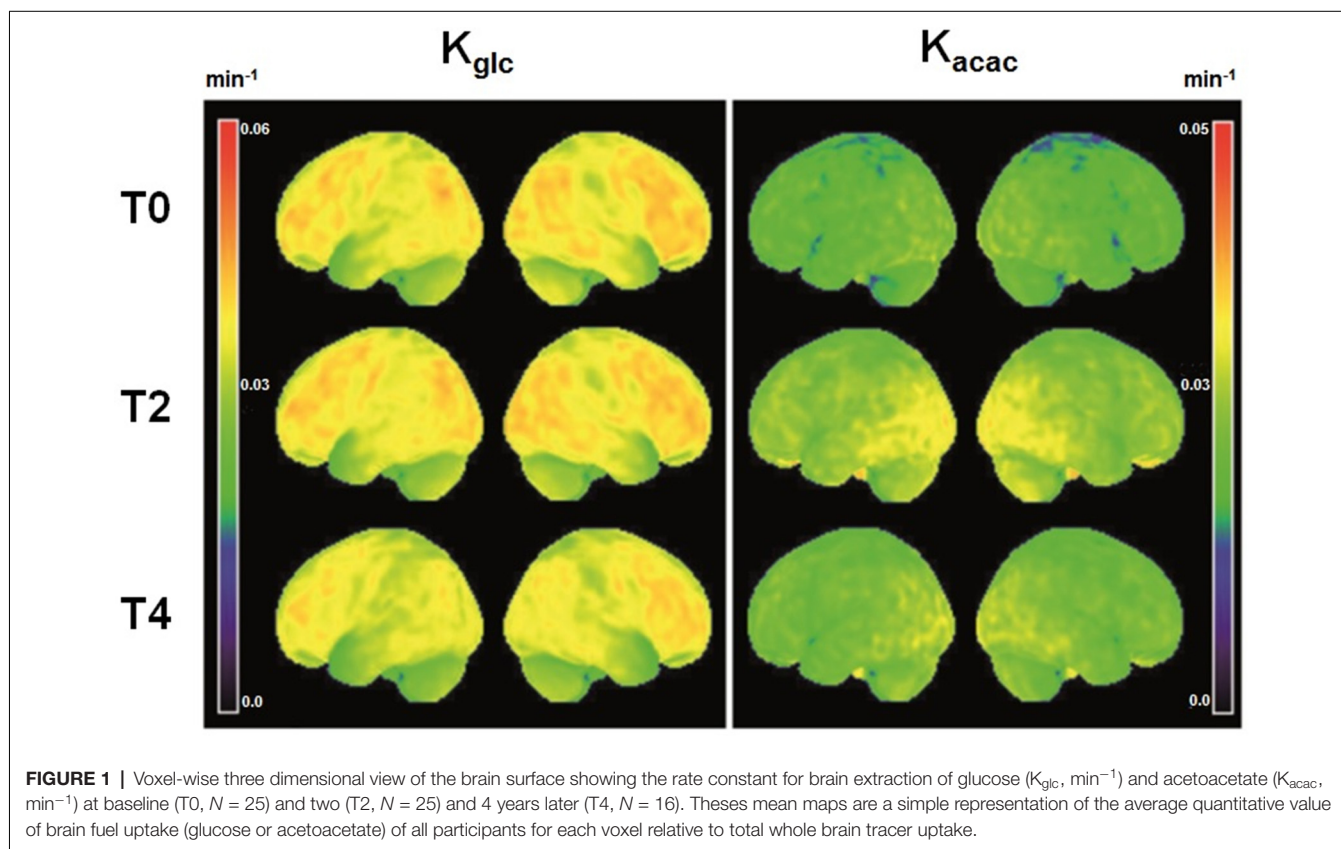 K_glc
K_acac
min⁻¹
min⁻¹
0.06
0.05
T0
0.03
0.03
T2
T4
0.0
0.0
FIGURE 1 | Voxel-wise three dimensional view of the brain surface showing the rate constant for brain extraction of glucose (K_glc, min⁻¹) and acetoacetate (K_acac,
min⁻¹) at baseline (T0, N = 25) and two (T2, N = 25) and 4 years later (T4, N = 16). Theses mean maps are a simple representation of the average quantitative value
of brain fuel uptake (glucose or acetoacetate) of all participants for each voxel relative to total whole brain tracer uptake.